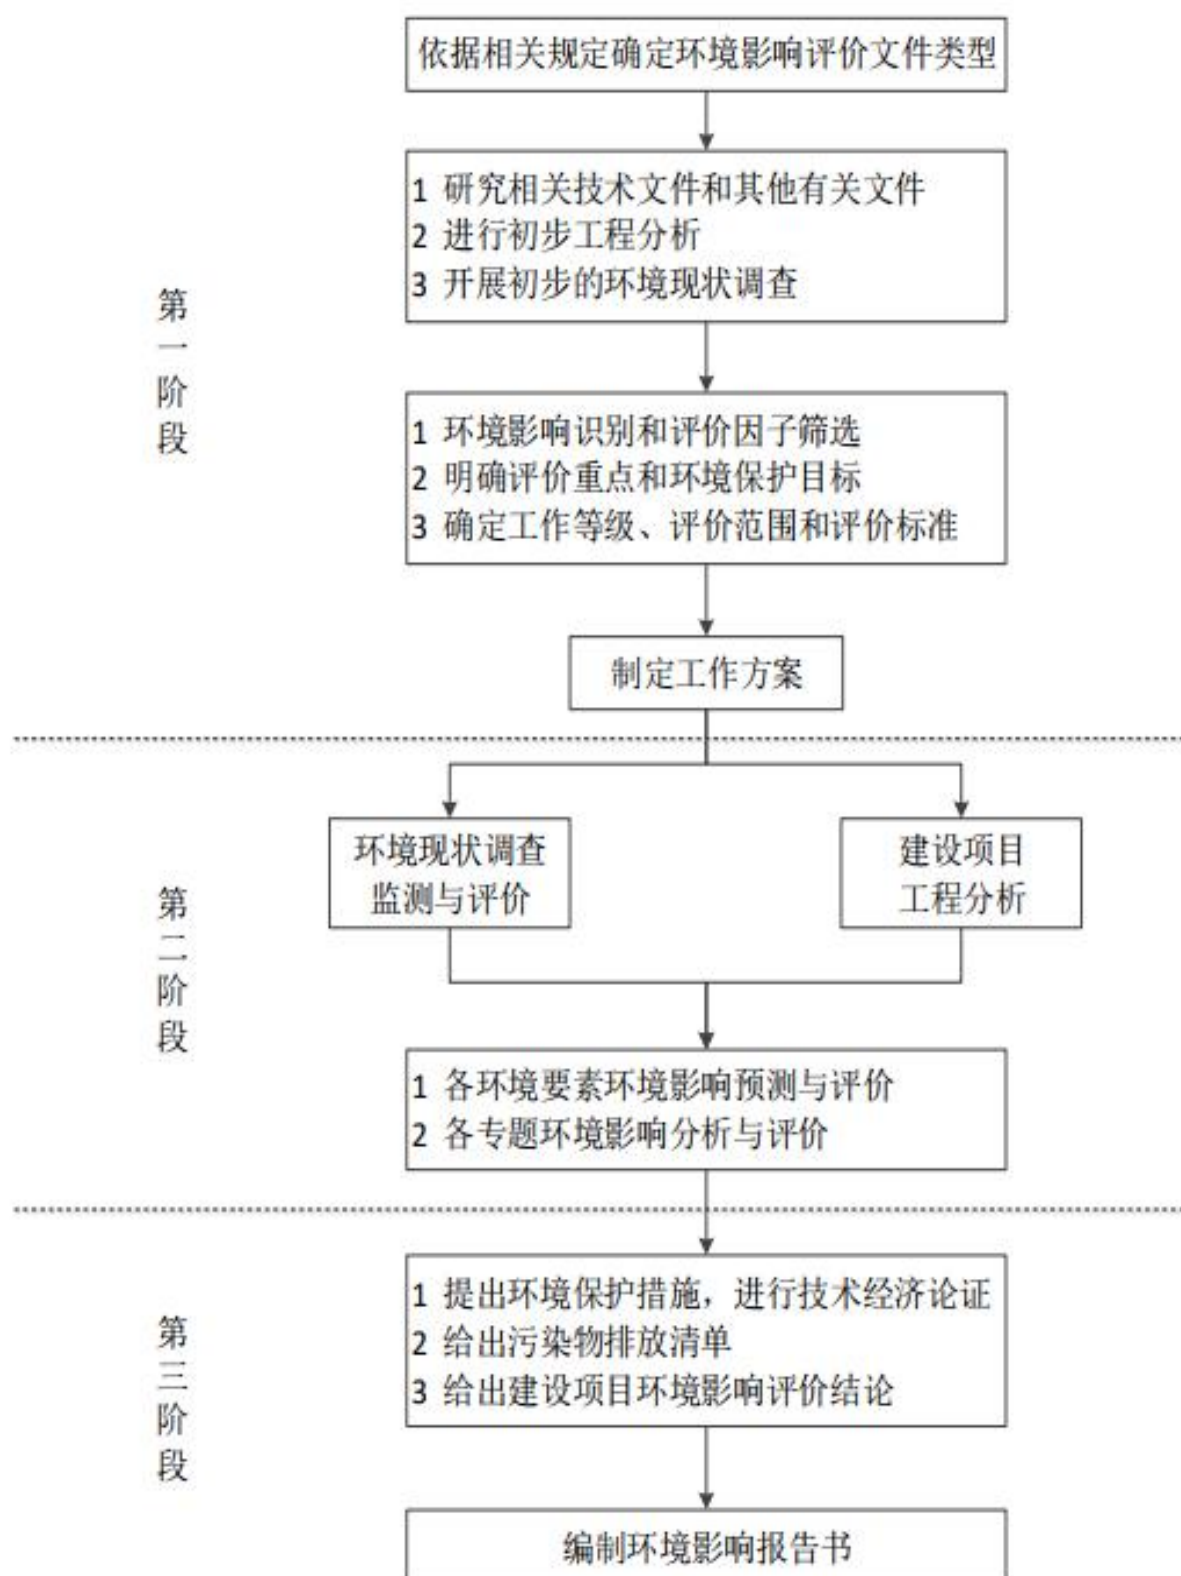 依据相关规定确定环境影响评价文件类型
1 研究相关技术文件和其他有关文件
2 进行初步工程分析
3 开展初步的环境现状调查
第一阶段
1 环境影响识别和评价因子筛选
2 明确评价重点和环境保护目标
3 确定工作等级、评价范围和评价标准
制定工作方案
环境现状调查
监测与评价
建设项目
工程分析
第二阶段
1 各环境要素环境影响预测与评价
2 各专题环境影响分析与评价
1 提出环境保护措施，进行技术经济论证
2 给出污染物排放清单
3 给出建设项目环境影响评价结论
第三阶段
编制环境影响报告书